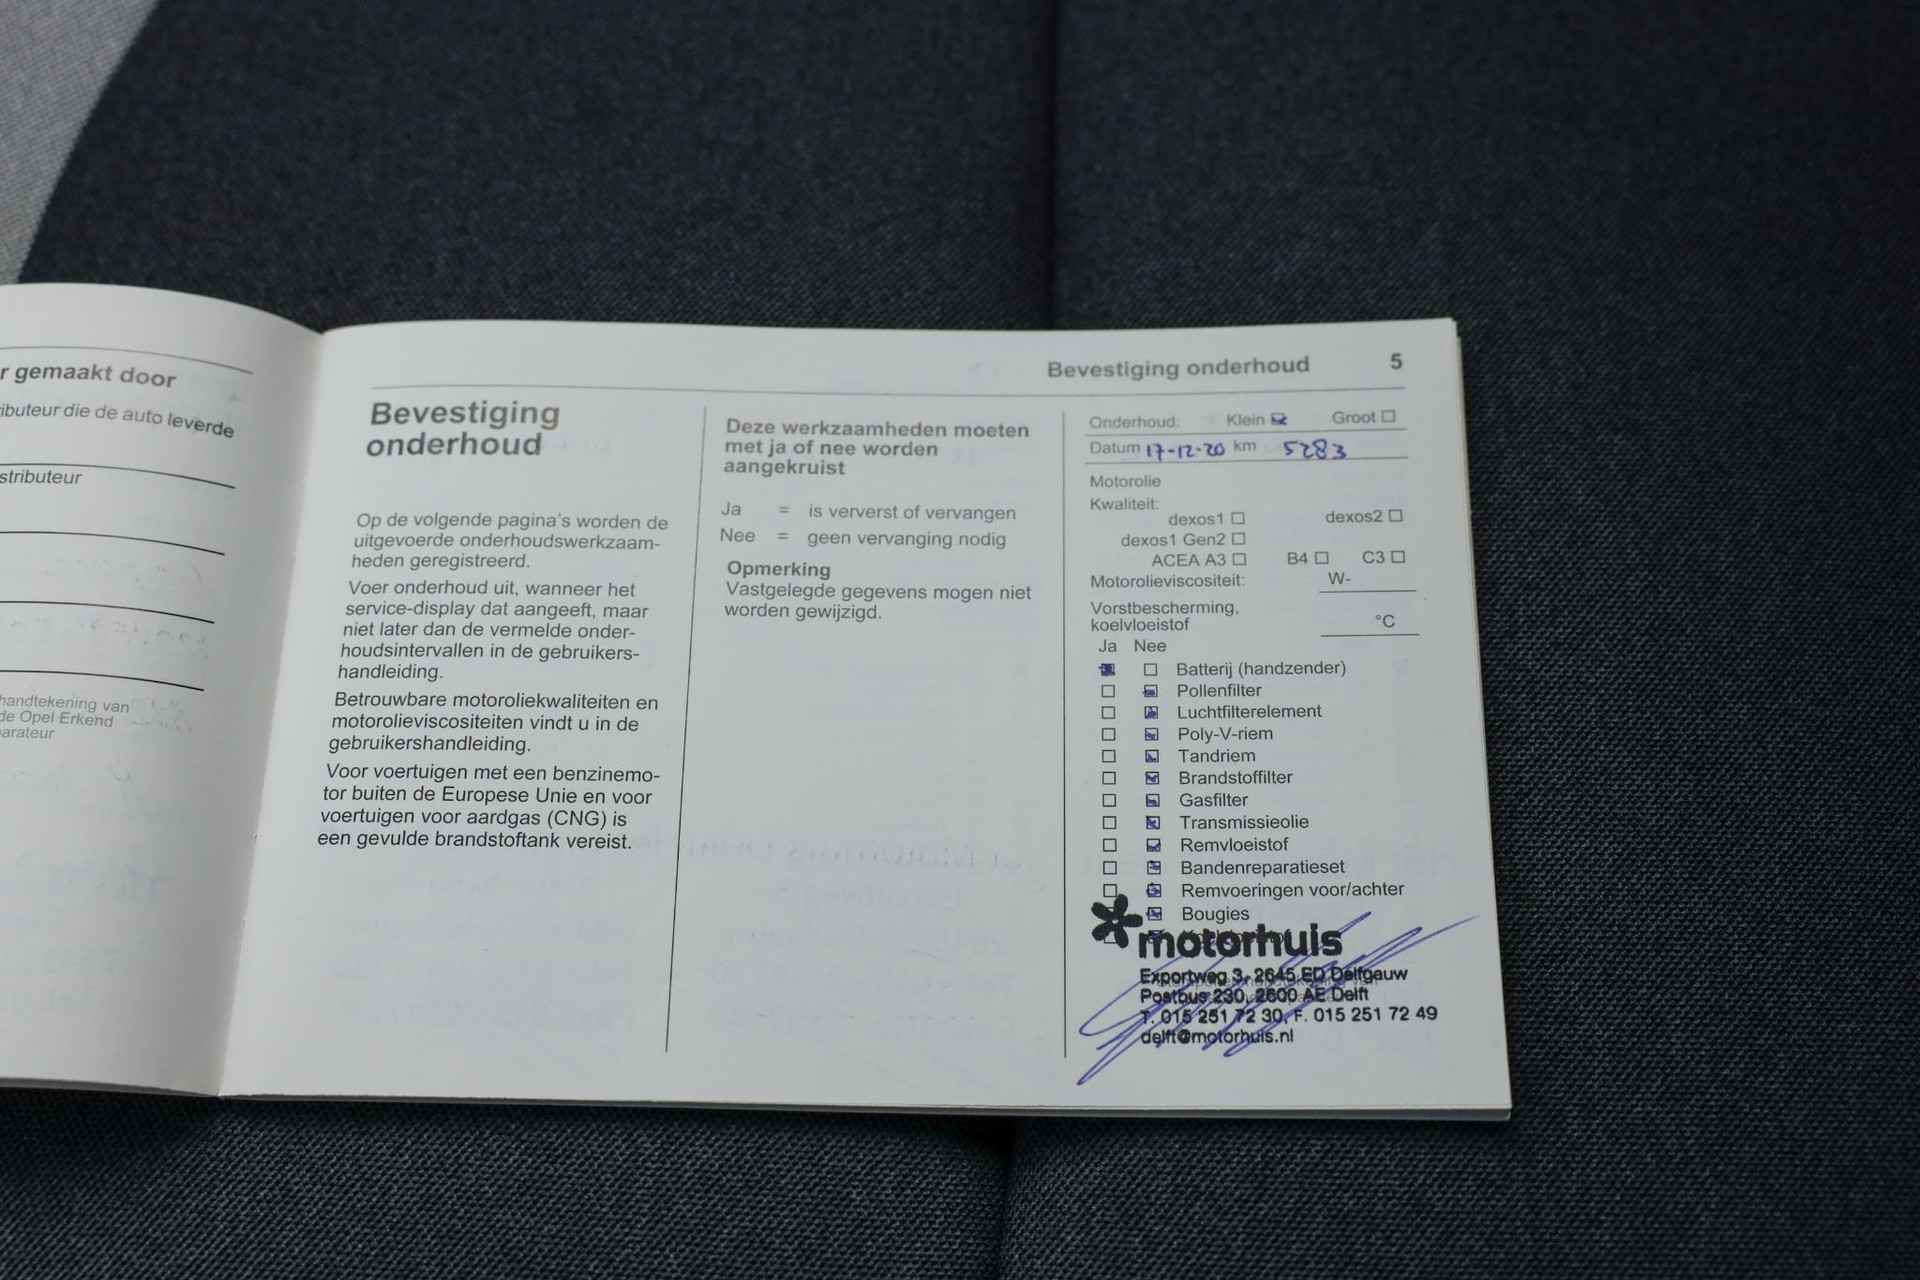 r gemaakt door
ibuteur die de auto leverde
stributeur
handtekening van
de Opel Erkend
arateur
Bevestiging onderhoud 5
Bevestiging
onderhoud
Op de volgende pagina's worden de
uitgevoerde onderhoudswerkzaam-
heden geregistreerd.
Voer onderhoud uit, wanneer het
service-display dat aangeeft, maar
niet later dan de vermelde onder-
houdsintervallen in de gebruikers-
handleiding.
Betrouwbare motoroliekwaliteiten en
motorolieviscositeiten vindt u in de
gebruikershandleiding.
Voor voertuigen met een benzinemo-
tor buiten de Europese Unie en voor
voertuigen voor aardgas (CNG) is
een gevulde brandstoftank vereist.
Deze werkzaamheden moeten
met ja of nee worden
aangekruist
Ja = is ververst of vervangen
Nee = geen vervanging nodig
Opmerking
Vastgelegde gegevens mogen niet
worden gewijzigd.
Onderhoud: Klein Groot
Datum 17-12-20 km 5283
Motorolie
Kwaliteit:
dexos1 dexos2
dexos1 Gen2
ACEA A3 B4 C3
Motorolieviscositeit: W-
Vorstbescherming,
koelvloeistof °C
Ja Nee
Batterij (handzender)
Pollenfilter
Luchtfilterelement
Poly-V-riem
Tandriem
Brandstoffilter
Gasfilter
Transmissieolie
Remvloeistof
Bandenreparatieset
Remvoeringen voor/achter
Bougies
motorhuis
Exportweg 3, 2645 ED Delfgauw
Postbus 230, 2600 AE Delft
T. 015 251 72 30, F. 015 251 72 49
delft@motorhuis.nl